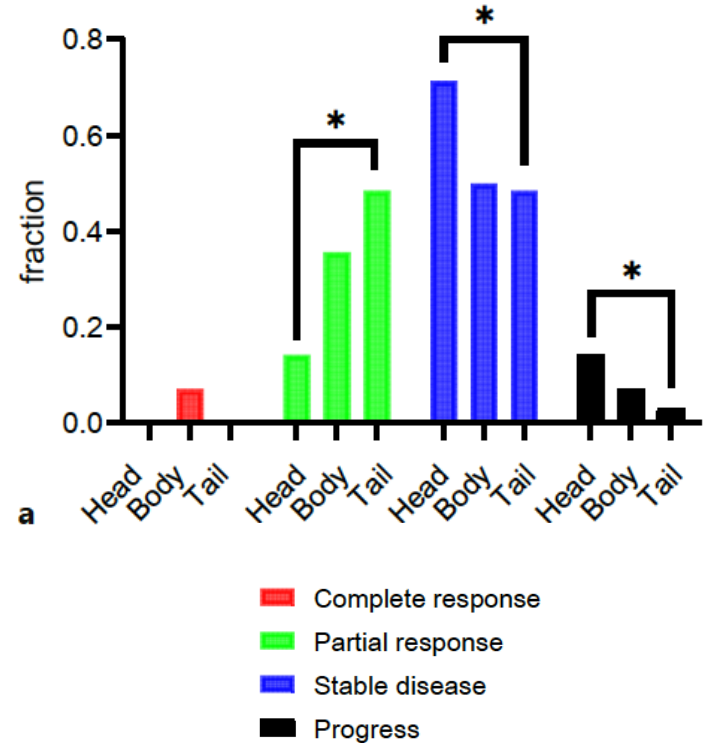 0.8
0.6
0.4
0.2
0.0
fraction
*
*
*
Head Body Tail Head Body Tail Head Body Tail Head Body Tail
a
Complete response
Partial response
Stable disease
Progress